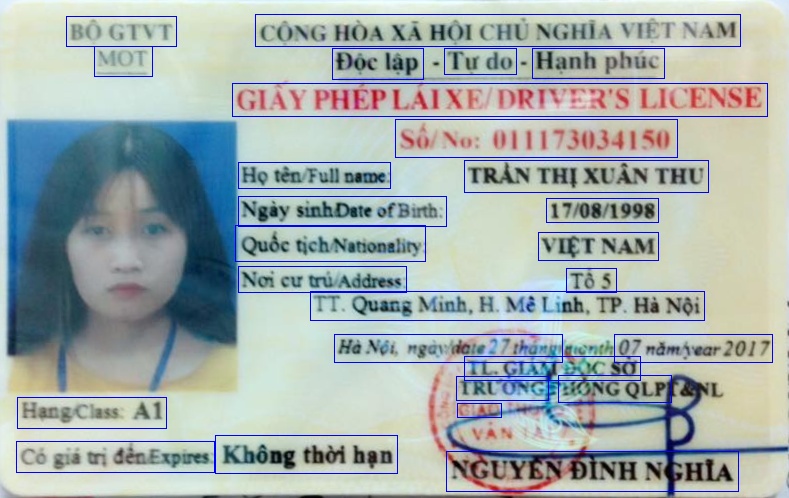 BỘ GTVT
MOT
CỘNG HÒA XÃ HỘI CHỦ NGHĨA VIỆT NAM
Độc lập - Tự do - Hạnh phúc
GIẤY PHÉP LÁI XE/ DRIVER'S LICENSE
Số/No: 011173034150
Họ tên/Full name: TRẦN THỊ XUÂN THU
Ngày sinh/Date of Birth: 17/08/1998
Quốc tịch/Nationality: VIỆT NAM
Nơi cư trú/Address: Tổ 5
TT. Quang Minh, H. Mê Linh, TP. Hà Nội
Hà Nội, ngày/date 27 tháng/month 07 năm/year 2017
TL. GIÁM ĐỐC SỞ
TRƯỞNG PHÒNG QLPT&NL
GIAO
VẬN TẢI
Hạng/Class: A1
Có giá trị đến/Expires: Không thời hạn
NGUYỄN ĐÌNH NGHĨA